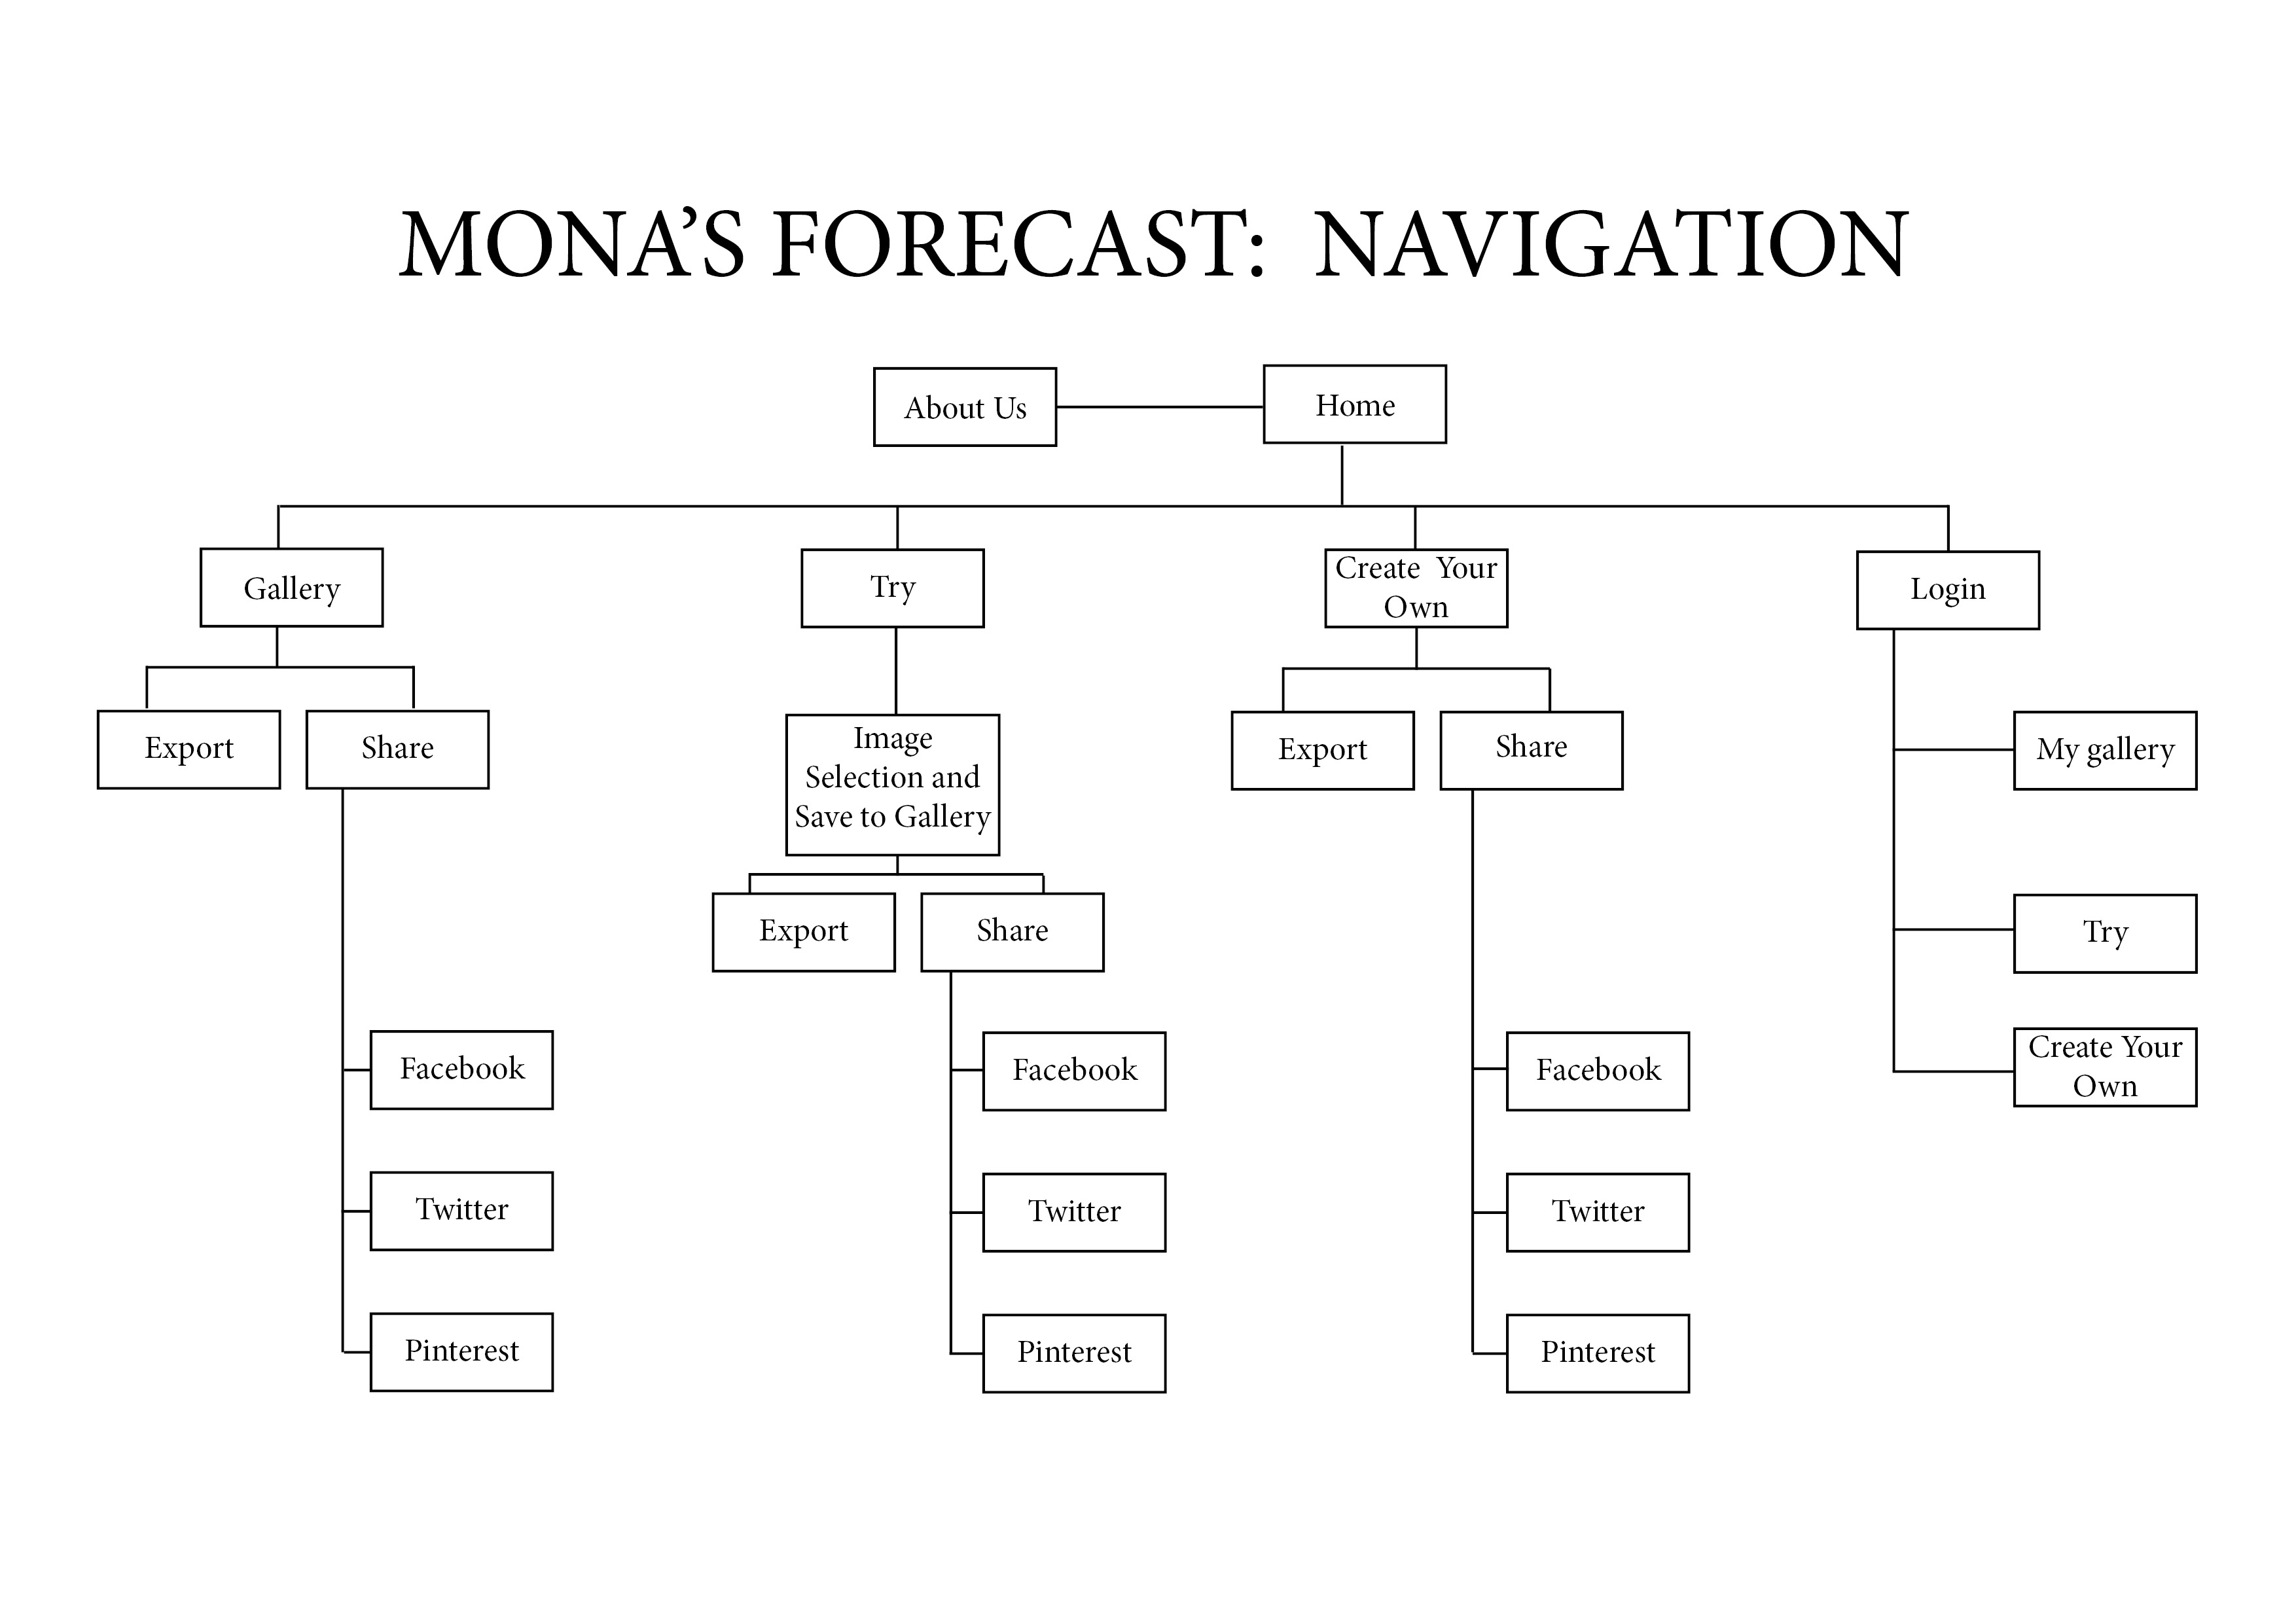 MONA’S FORECAST:  NAVIGATION
About Us
Home
Gallery
Try
Create  Your
Own
Login
Export
Share
Image
Selection and
Save to Gallery
Export
Share
My gallery
Export
Share
Try
Facebook
Facebook
Facebook
Create Your
Own
Twitter
Twitter
Twitter
Pinterest
Pinterest
Pinterest